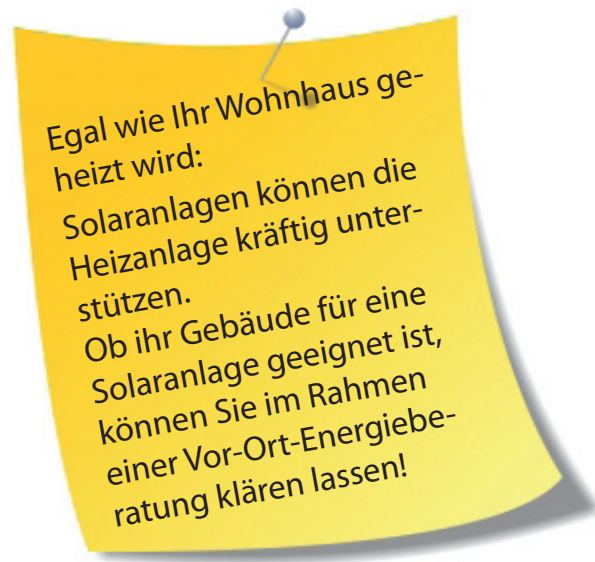 Egal wie Ihr Wohnhaus ge-
heizt wird:
Solaranlagen können die
Heizanlage kräftig unter-
stützen.
Ob ihr Gebäude für eine
Solaranlage geeignet ist,
können Sie im Rahmen
einer Vor-Ort-Energiebe-
ratung klären lassen!